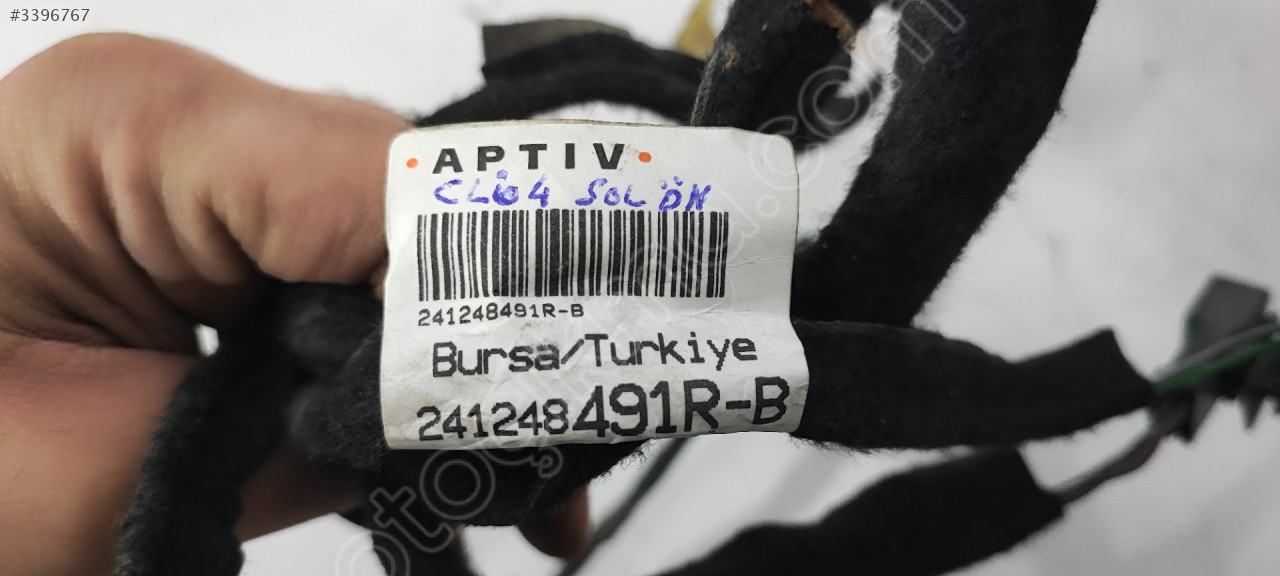 #3396767
• APTIV •
CLİO4 SOL ÖN
241248491R-B
Bursa/Turkiye
241248491R-B